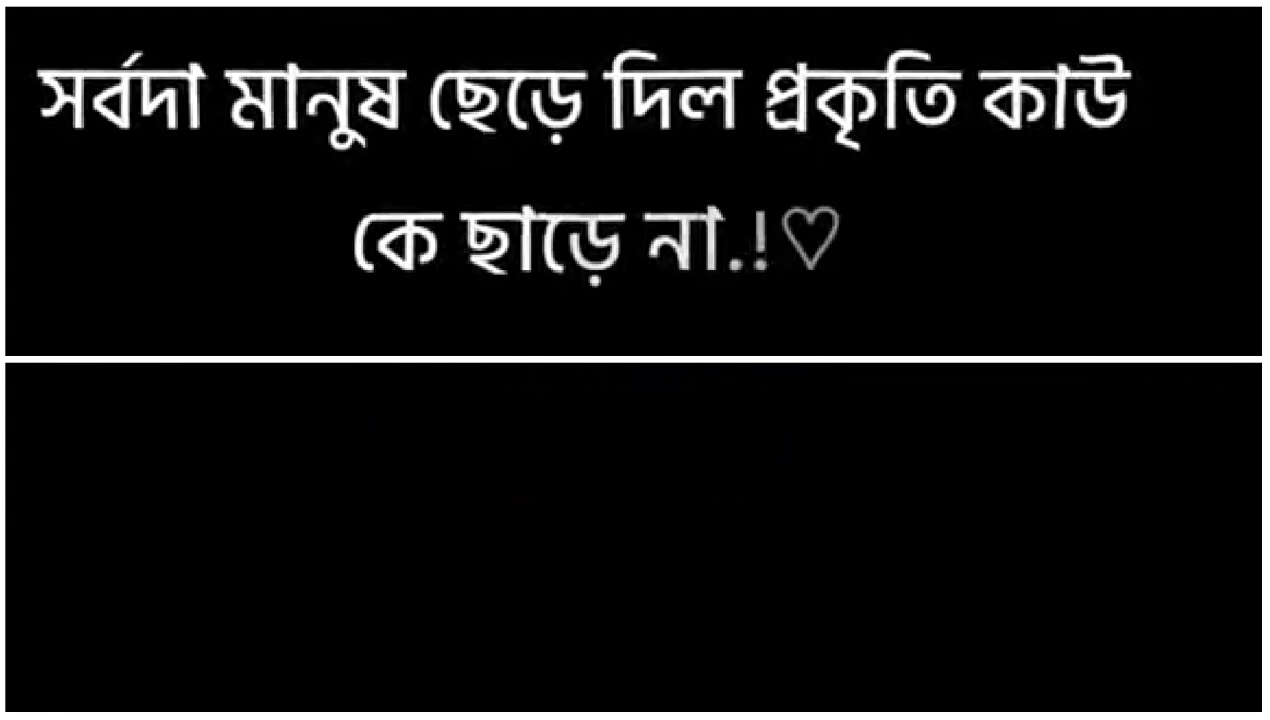 সর্বদা মানুষ ছেড়ে দিল প্রকৃতি কাউ
কে ছাড়ে না.!♡